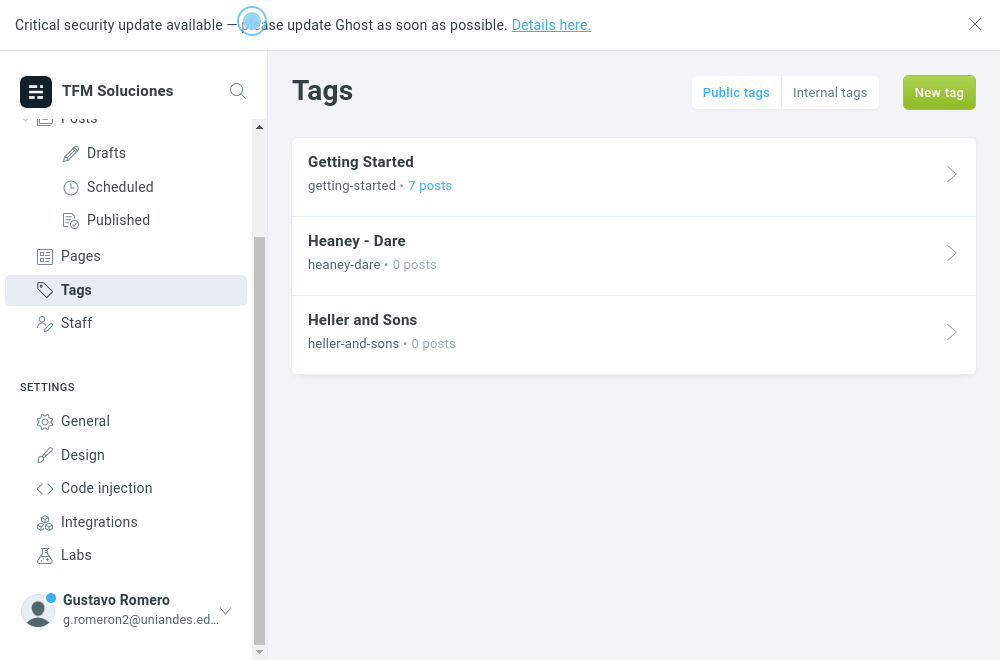 Critical security update available — please update Ghost as soon as possible. Details here.
TFM Soluciones
Posts
Drafts
Scheduled
Published
Pages
Tags
Staff
SETTINGS
General
Design
Code injection
Integrations
Labs
Gustavo Romero
g.romeron2@uniandes.ed...
Tags
Public tags
Internal tags
New tag
Getting Started
getting-started • 7 posts
Heaney - Dare
heaney-dare • 0 posts
Heller and Sons
heller-and-sons • 0 posts